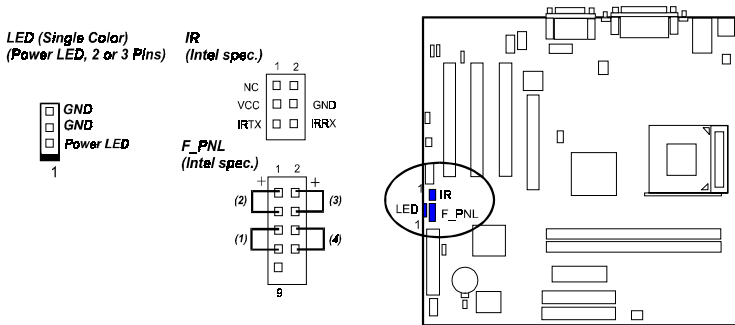 LED (Single Color)
(Power LED, 2 or 3 Pins)
GND
GND
Power LED
1
IR
(Intel spec.)
1 2
NC
VCC GND
IRTX IRRX
F_PNL
(Intel spec.)
1 2
+ +
(2) (3)
(1) (4)
9
1
IR
LED F_PNL
1